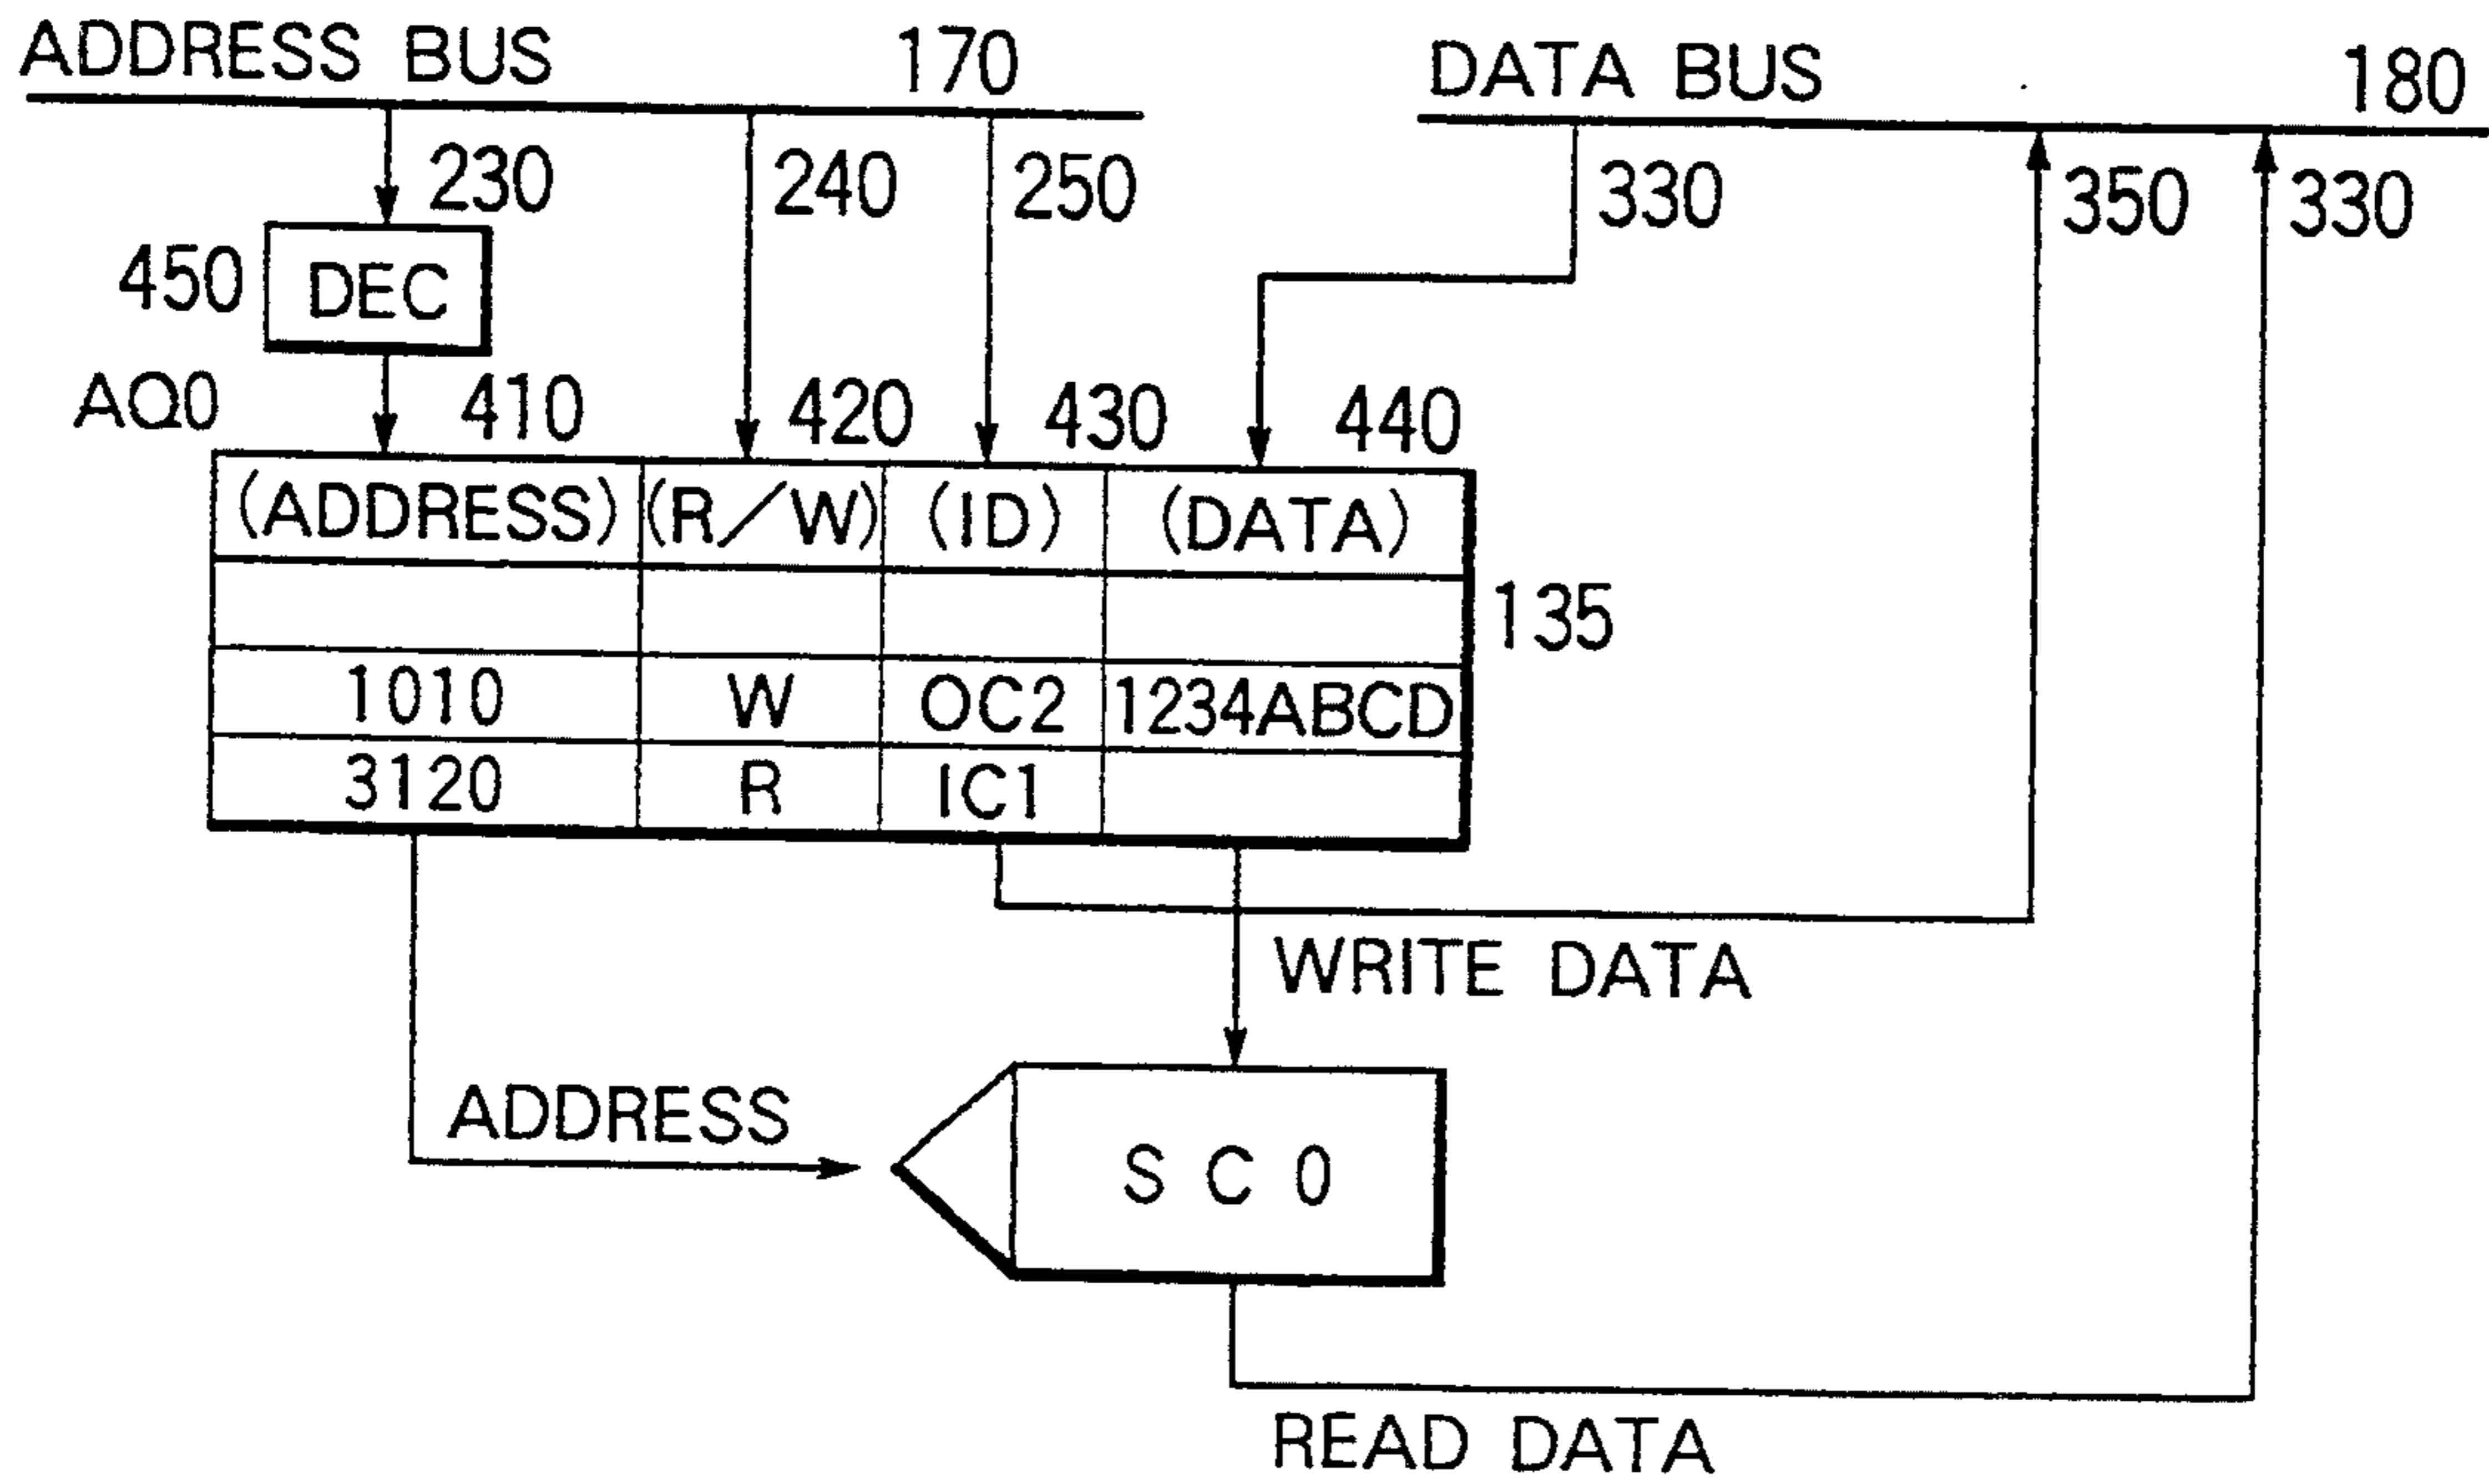 ADDRESS BUS 170 DATA BUS 180
230 240 250 330 350 330
450 DEC
AQ0 410 420 430 440
(ADDRESS) (R/W) (ID) (DATA)
135
1010 W OC2 1234ABCD
3120 R IC1
WRITE DATA
ADDRESS
SC0
READ DATA